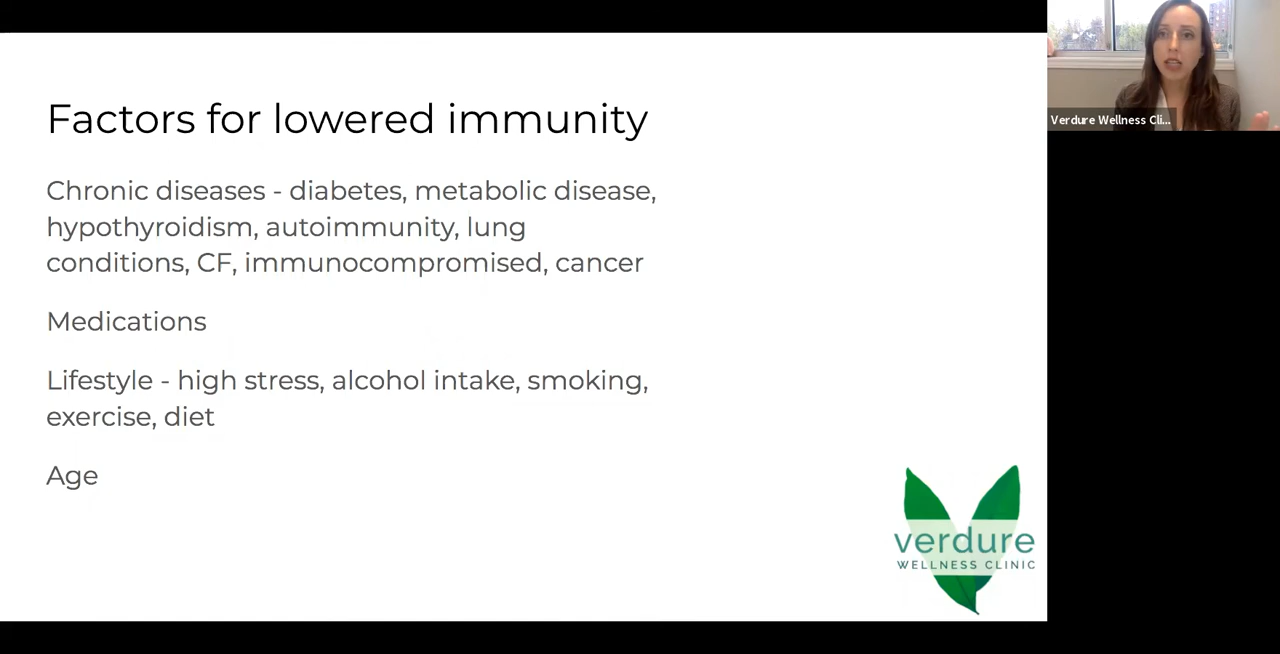 Factors for lowered immunity
Chronic diseases - diabetes, metabolic disease,
hypothyroidism, autoimmunity, lung
conditions, CF, immunocompromised, cancer
Medications
Lifestyle - high stress, alcohol intake, smoking,
exercise, diet
Age
verdure
WELLNESS CLINIC
Verdure Wellness Cli...